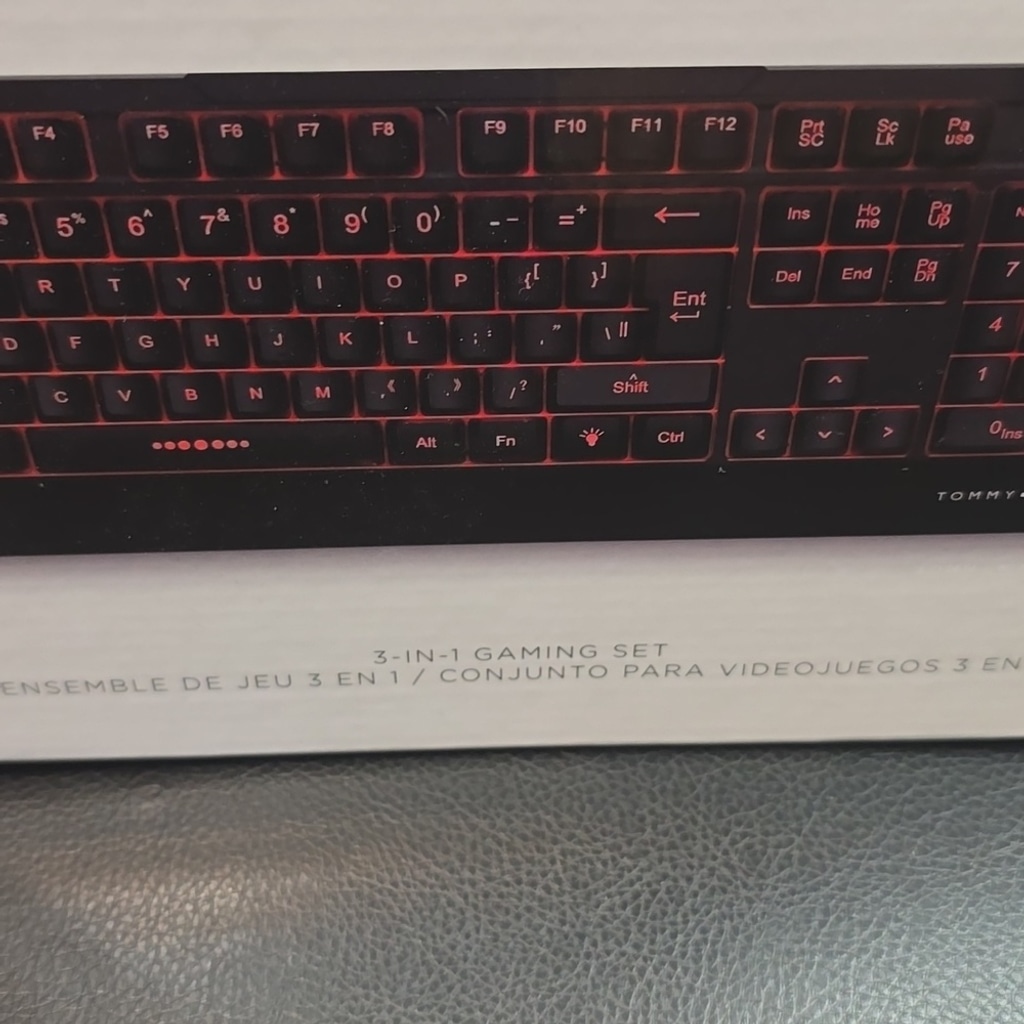 F4 F5 F6 F7 F8 F9 F10 F11 F12 Prt SC Sc Lk Pa use
$ 5% 6^ 7& 8* 9( 0) - – =+ ← Ins Ho me Pg Up
R T Y U I O P {[ }] Ent Del End Pg Dn 7
D F G H J K L ; : , " \ || 4
C V B N M ,《 .》 /? Shift ^ 1
Alt Fn Ctrl < ⌄ > 0Ins
TOMMY
3-IN-1 GAMING SET
ENSEMBLE DE JEU 3 EN 1 / CONJUNTO PARA VIDEOJUEGOS 3 EN